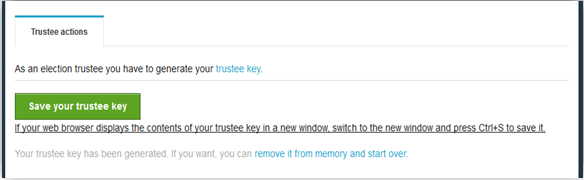 Trustee actions
As an election trustee you have to generate your trustee key.
Save your trustee key
If your web browser displays the contents of your trustee key in a new window, switch to the new window and press Ctrl+S to save it.
Your trustee key has been generated. If you want, you can remove it from memory and start over.